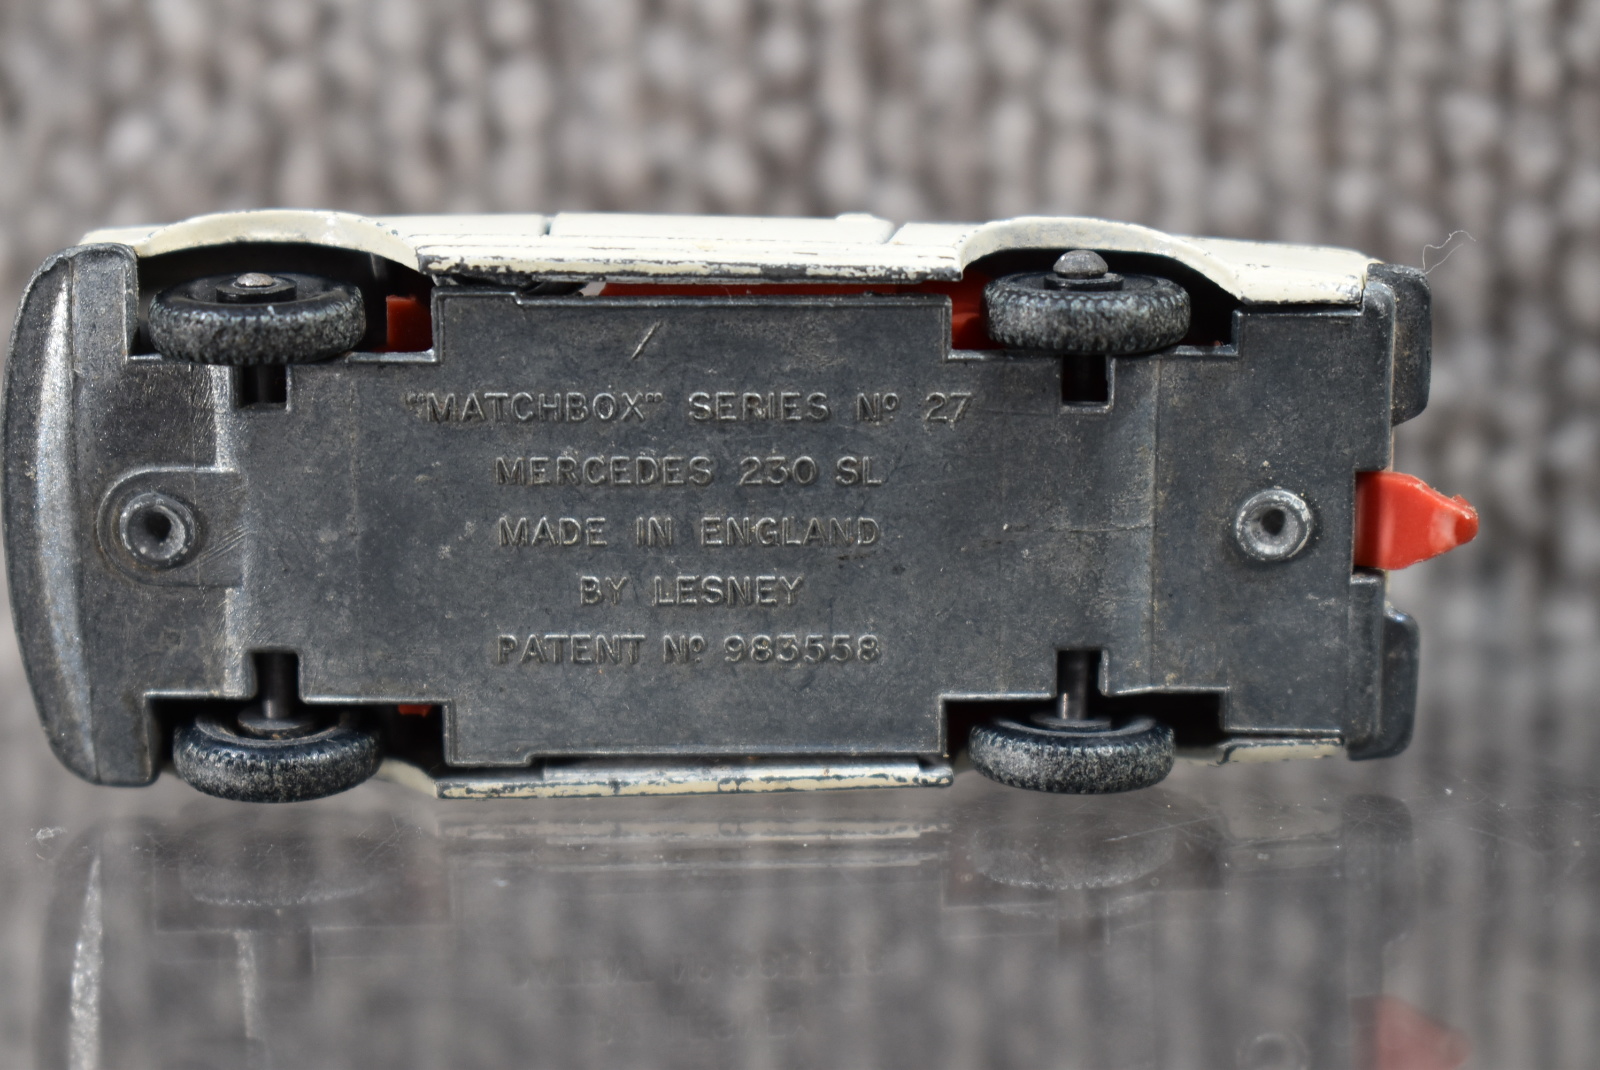 "MATCHBOX" SERIES Nº 27
MERCEDES 230 SL
MADE IN ENGLAND
BY LESNEY
PATENT Nº 983558